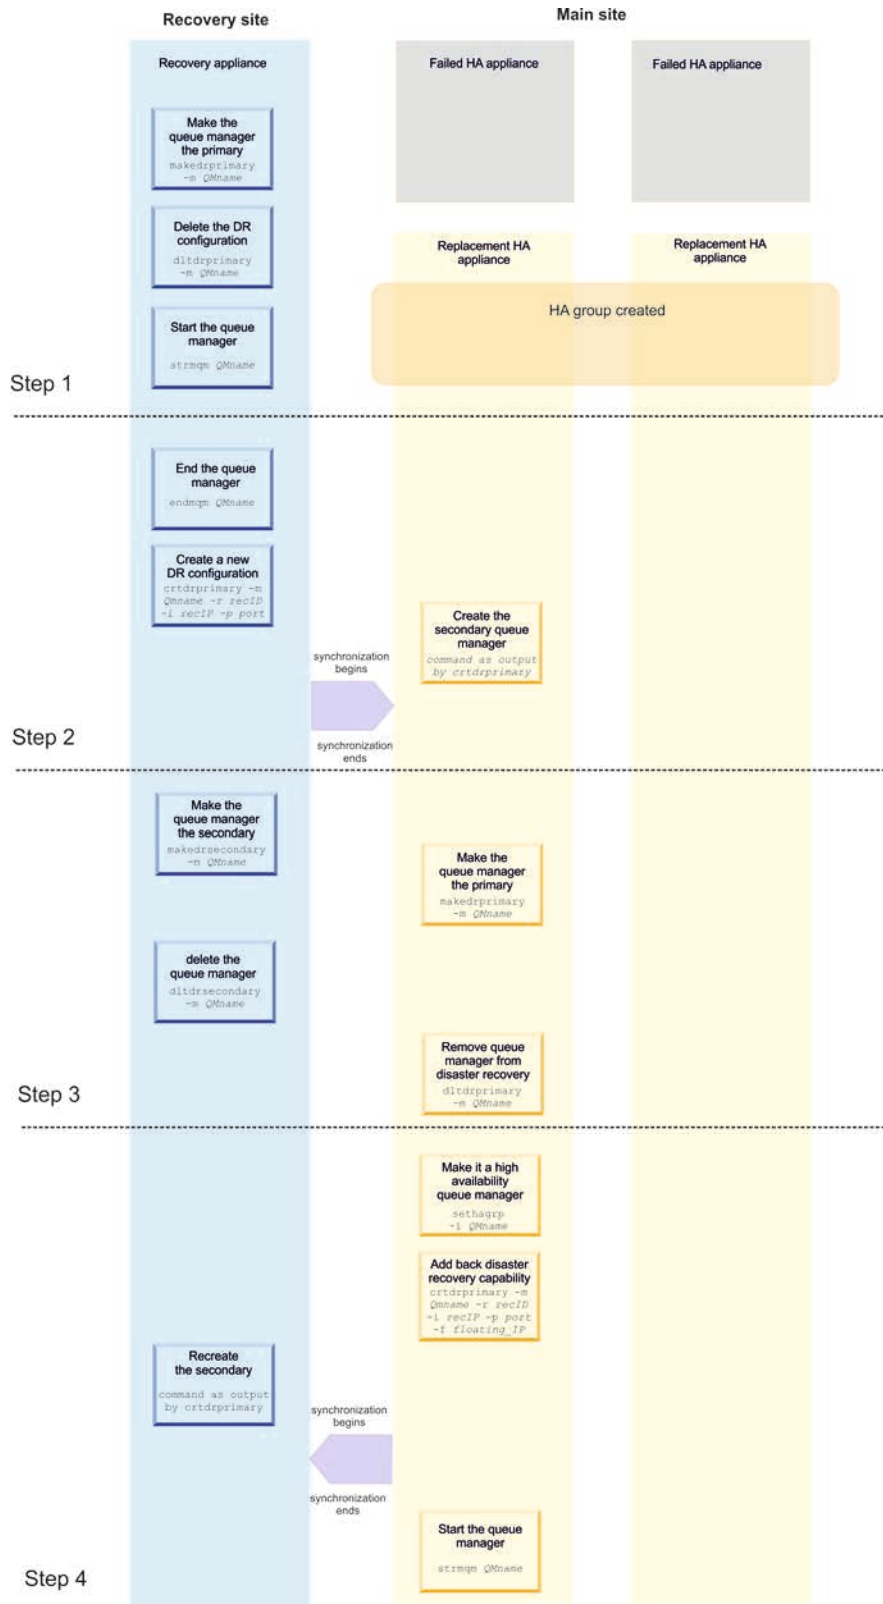 Recovery site
Main site
Recovery appliance
Failed HA appliance
Failed HA appliance
Make the
queue manager
the primary
makedrprimary
-m QMname
Delete the DR
configuration
dltdrprimary
-m QMname
Start the queue
manager
strmqm QMname
Replacement HA
appliance
Replacement HA
appliance
HA group created
Step 1
End the queue
manager
endmqm QMname
Create a new
DR configuration
crtdrprimary -m
Qmname -r recID
-i recIP -p port
Create the
secondary queue
manager
command as output
by crtdrprimary
synchronization
begins
synchronization
ends
Step 2
Make the
queue manager
the secondary
makedrsecondary
-m QMname
Make the
queue manager
the primary
makedrprimary
-m QMname
delete the
queue manager
dltdrsecondary
-m QMname
Remove queue
manager from
disaster recovery
dltdrprimary
-m QMname
Step 3
Make it a high
availability
queue manager
sethagrp
-i QMname
Add back disaster
recovery capability
crtdrprimary -m
Qmname -r recID
-i recIP -p port
-f floating_IP
Recreate
the secondary
command as output
by crtdrprimary
synchronization
begins
synchronization
ends
Start the queue
manager
strmqm QMname
Step 4